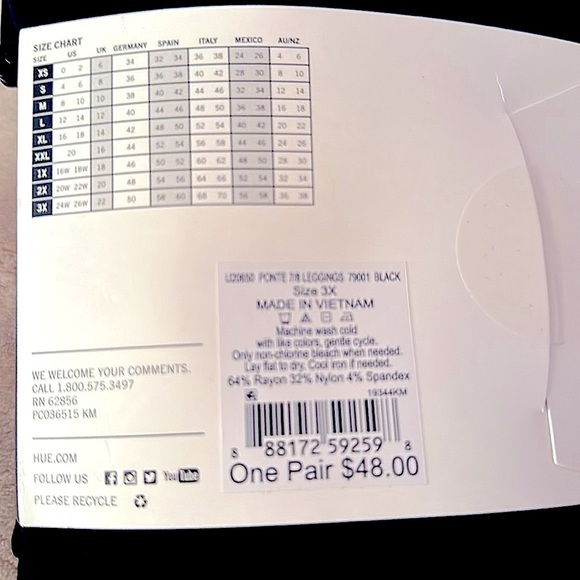 SIZE CHART
SIZE US UK GERMANY SPAIN ITALY MEXICO AU/NZ
XS 0 2 6 34 32 34 36 38 24 26 4 6
S 4 6 8 36 36 38 40 42 28 30 8 10
M 8 10 10 38 40 42 44 46 32 34 12 14
L 12 14 12 40 44 46 48 50 36 38 16 18
XL 16 18 14 42 48 50 52 54 40 42 20 22
XXL 20 16 44 52 54 56 58 44 46 24 26
1X 16W 18W 18 46 50 52 60 62 48 50 28 30
2X 20W 22W 20 48 54 56 64 66 52 54 32 34
3X 24W 26W 22 50 58 60 68 70 56 58 36 38
U20650 PONTE 7/8 LEGGINGS 79001 BLACK
Size 3X
MADE IN VIETNAM
Machine wash cold
with like colors, gentle cycle.
Only non-chlorine bleach when needed.
Lay flat to dry. Cool iron if needed.
64% Rayon 32% Nylon 4% Spandex
19344KM
8 88172 59259 8
One Pair $48.00
WE WELCOME YOUR COMMENTS.
CALL 1.800.575.3497
RN 62856
PC036515 KM
HUE.COM
FOLLOW US YouTube
PLEASE RECYCLE